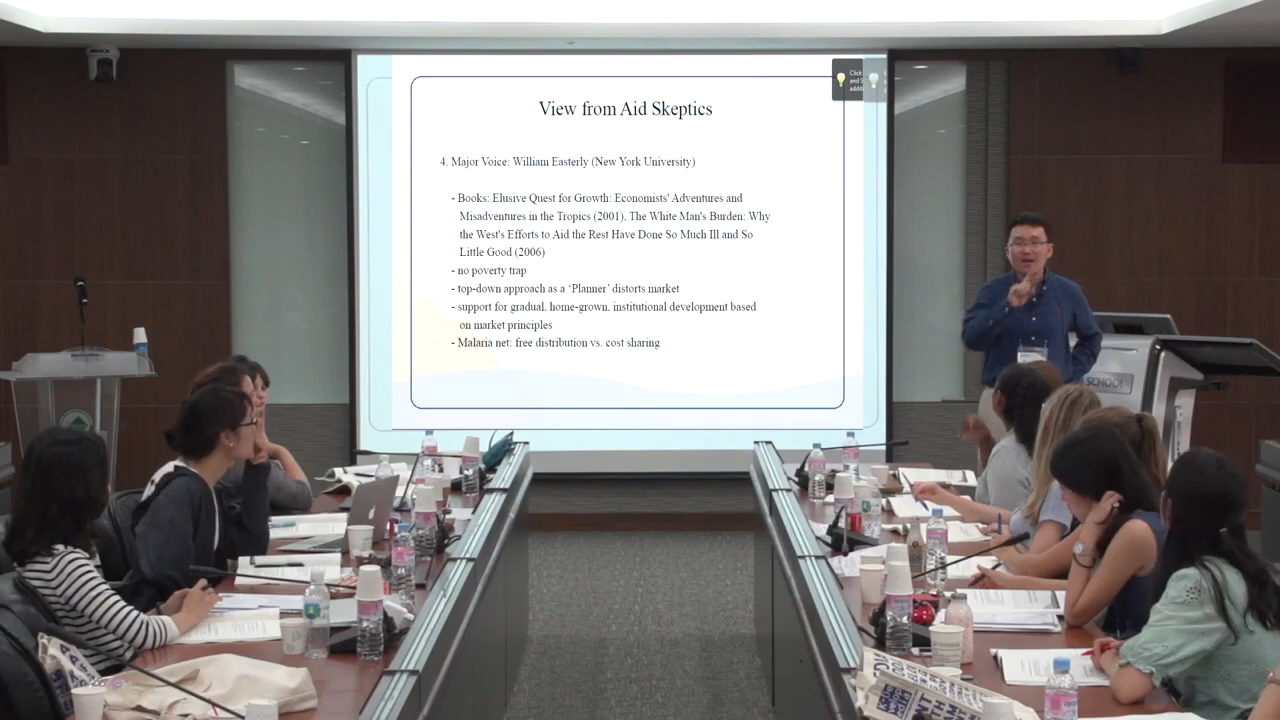 View from Aid Skeptics
4. Major Voice: William Easterly (New York University)
- Books: Elusive Quest for Growth: Economists' Adventures and
Misadventures in the Tropics (2001), The White Man's Burden: Why
the West's Efforts to Aid the Rest Have Done So Much Ill and So
Little Good (2006)
- no poverty trap
- top-down approach as a ‘Planner’ distorts market
- support for gradual, home-grown, institutional development based
on market principles
- Malaria net: free distribution vs. cost sharing
Click
and S
additi
SCHOOL